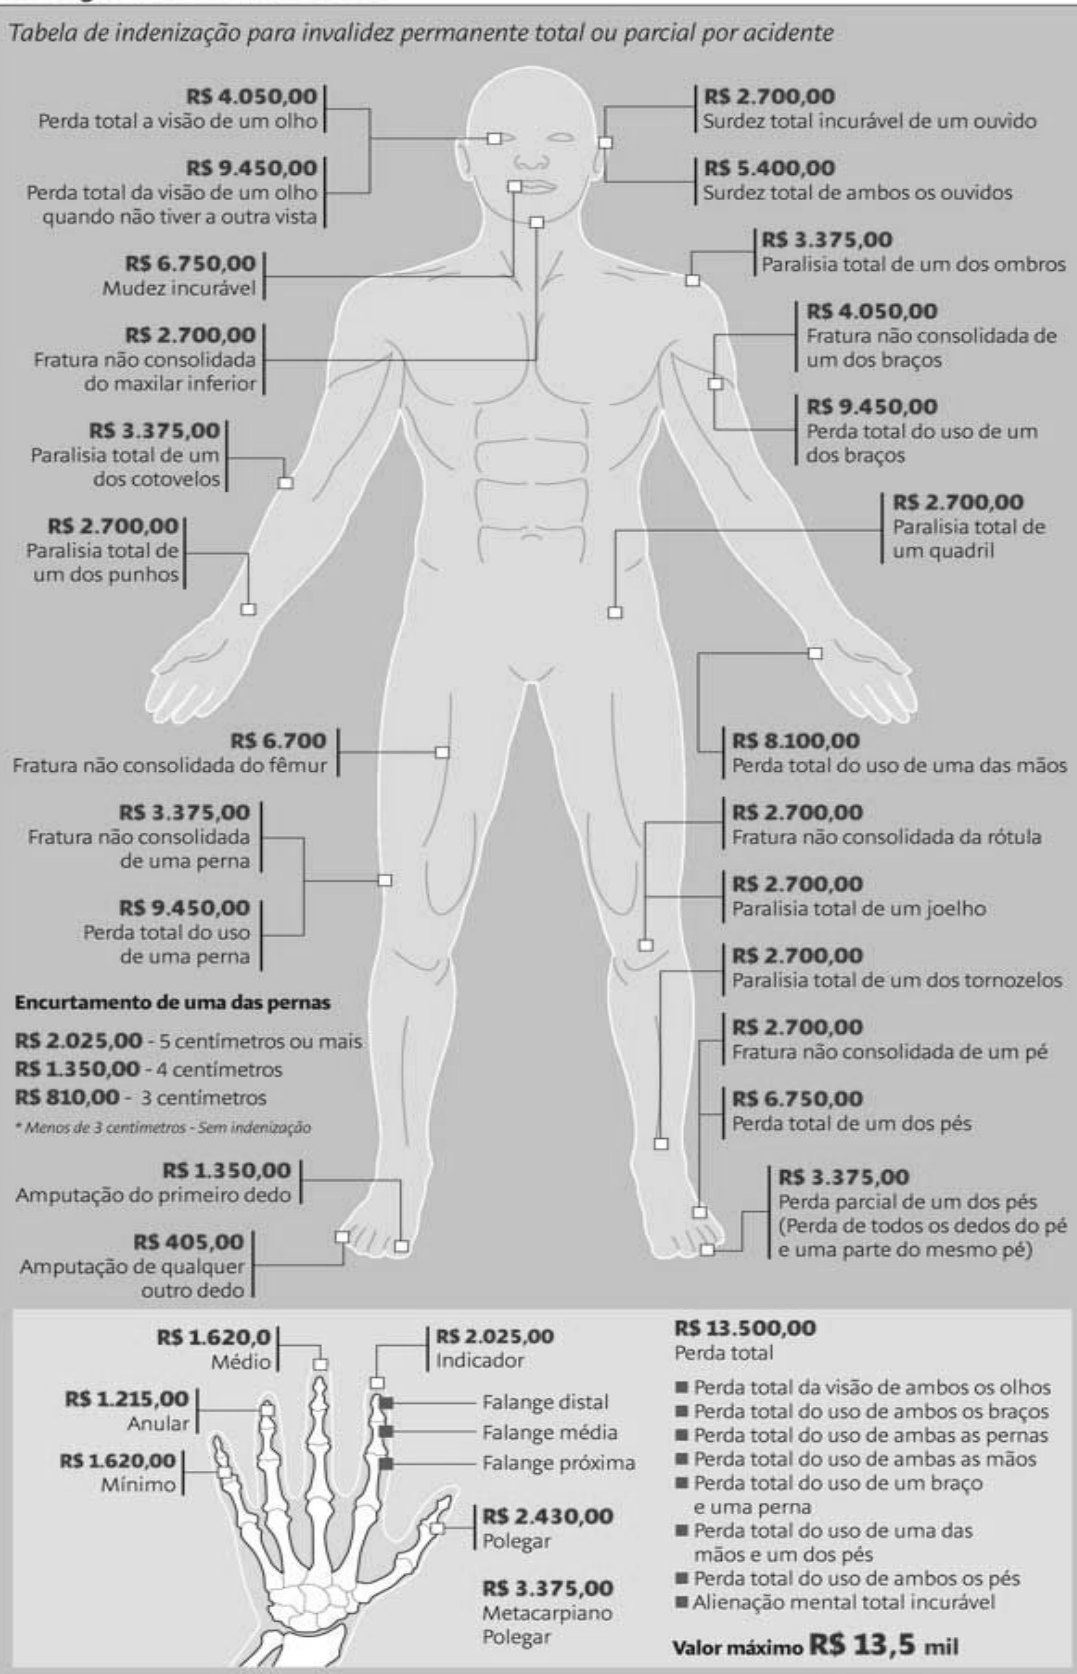 Tabela de indenização para invalidez permanente total ou parcial por acidente
R$ 4.050,00
Perda total a visão de um olho
R$ 9.450,00
Perda total da visão de um olho
quando não tiver a outra vista
R$ 6.750,00
Mudez incurável
R$ 2.700,00
Fratura não consolidada
do maxilar inferior
R$ 3.375,00
Paralisia total de um
dos cotovelos
R$ 2.700,00
Paralisia total de
um dos punhos
R$ 2.700,00
Surdez total incurável de um ouvido
R$ 5.400,00
Surdez total de ambos os ouvidos
R$ 3.375,00
Paralisia total de um dos ombros
R$ 4.050,00
Fratura não consolidada de
um dos braços
R$ 9.450,00
Perda total do uso de um
dos braços
R$ 2.700,00
Paralisia total de
um quadril
R$ 6.700
Fratura não consolidada do fêmur
R$ 3.375,00
Fratura não consolidada
de uma perna
R$ 9.450,00
Perda total do uso
de uma perna
Encurtamento de uma das pernas
R$ 2.025,00 - 5 centímetros ou mais
R$ 1.350,00 - 4 centímetros
R$ 810,00 - 3 centímetros
* Menos de 3 centímetros - Sem indenização
R$ 1.350,00
Amputação do primeiro dedo
R$ 405,00
Amputação de qualquer
outro dedo
R$ 8.100,00
Perda total do uso de uma das mãos
R$ 2.700,00
Fratura não consolidada da rótula
R$ 2.700,00
Paralisia total de um joelho
R$ 2.700,00
Paralisia total de um dos tornozelos
R$ 2.700,00
Fratura não consolidada de um pé
R$ 6.750,00
Perda total de um dos pés
R$ 3.375,00
Perda parcial de um dos pés
(Perda de todos os dedos do pé
e uma parte do mesmo pé)
R$ 1.620,0
Médio
R$ 1.215,00
Anular
R$ 1.620,00
Mínimo
R$ 2.025,00
Indicador
Falange distal
Falange média
Falange próxima
R$ 2.430,00
Polegar
R$ 3.375,00
Metacarpiano
Polegar
R$ 13.500,00
Perda total
Perda total da visão de ambos os olhos
Perda total do uso de ambos os braços
Perda total do uso de ambas as pernas
Perda total do uso de ambas as mãos
Perda total do uso de um braço
e uma perna
Perda total do uso de uma das
mãos e um dos pés
Perda total do uso de ambos os pés
Alienação mental total incurável
Valor máximo R$ 13,5 mil